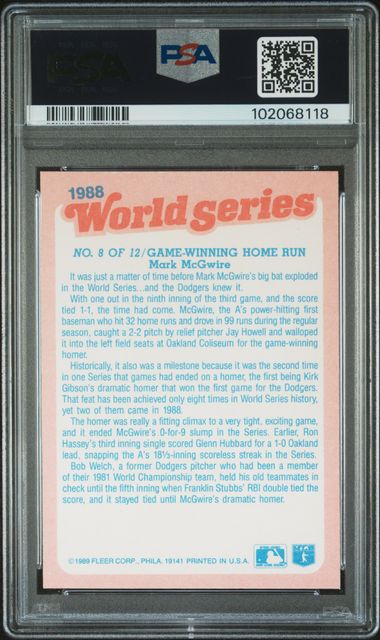 PSA
PSA
102068118
1988
World Series
NO. 8 OF 12/GAME-WINNING HOME RUN
Mark McGwire
It was just a matter of time before Mark McGwire's big bat exploded
in the World Series...and the Dodgers knew it.
With one out in the ninth inning of the third game, and the score
tied 1-1, the time had come. McGwire, the A's power-hitting first
baseman who hit 32 home runs and drove in 99 runs during the regular
season, caught a 2-2 pitch by relief pitcher Jay Howell and walloped
it into the left field seats at Oakland Coliseum for the game-winning
homer.
Historically, it also was a milestone because it was the second time
in one Series that games had ended on a homer, the first being Kirk
Gibson's dramatic homer that won the first game for the Dodgers.
That feat has been achieved only eight times in World Series history,
yet two of them came in 1988.
The homer was really a fitting climax to a very tight, exciting game,
and it ended McGwire's 0-for-9 slump in the Series. Earlier, Ron
Hassey's third inning single scored Glenn Hubbard for a 1-0 Oakland
lead, snapping the A's 18½-inning scoreless streak in the Series.
Bob Welch, a former Dodgers pitcher who had been a member
of their 1981 World Championship team, held his old teammates in
check until the fifth inning when Franklin Stubbs' RBI double tied the
score, and it stayed tied until McGwire's dramatic homer.
©1989 FLEER CORP., PHILA. 19141 PRINTED IN U.S.A.